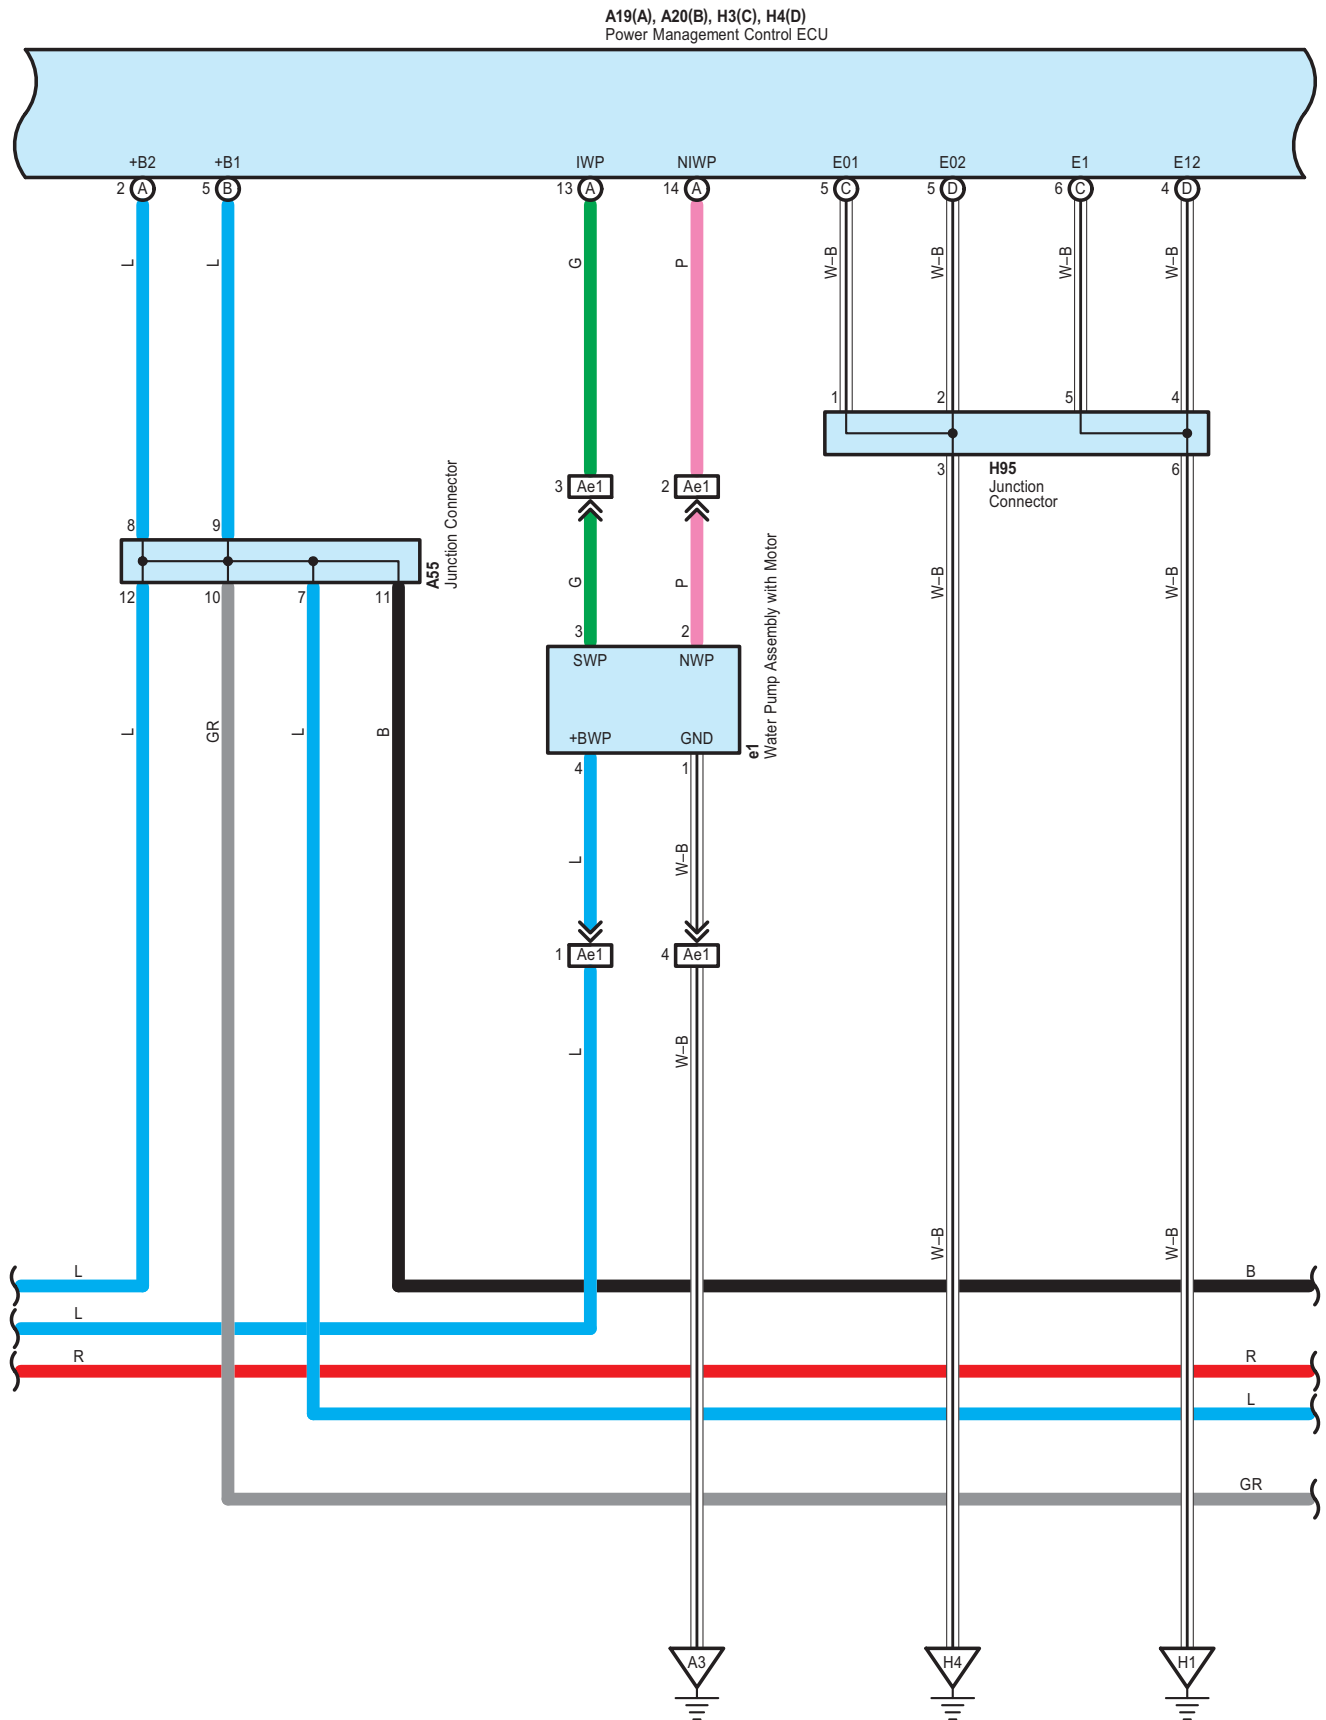 A19(A), A20(B), H3(C), H4(D)
Power Management Control ECU
+B2 +B1 IWP NIWP E01 E02 E1 E12
2 A 5 B 13 A 14 A 5 C 5 D 6 C 4 D
L L G P W–B W–B W–B W–B
1 2 5 4
3 6
H95
Junction
Connector
3 Ae1 2 Ae1
8 9
A55
Junction Connector
12 10 7 11
G P W–B W–B
3 2
SWP NWP
+BWP GND
e1
Water Pump Assembly with Motor
4 1
L GR L B
L W–B
1 Ae1 4 Ae1
L W–B
W–B W–B
L B
L
R R
L
GR
A3 H4 H1